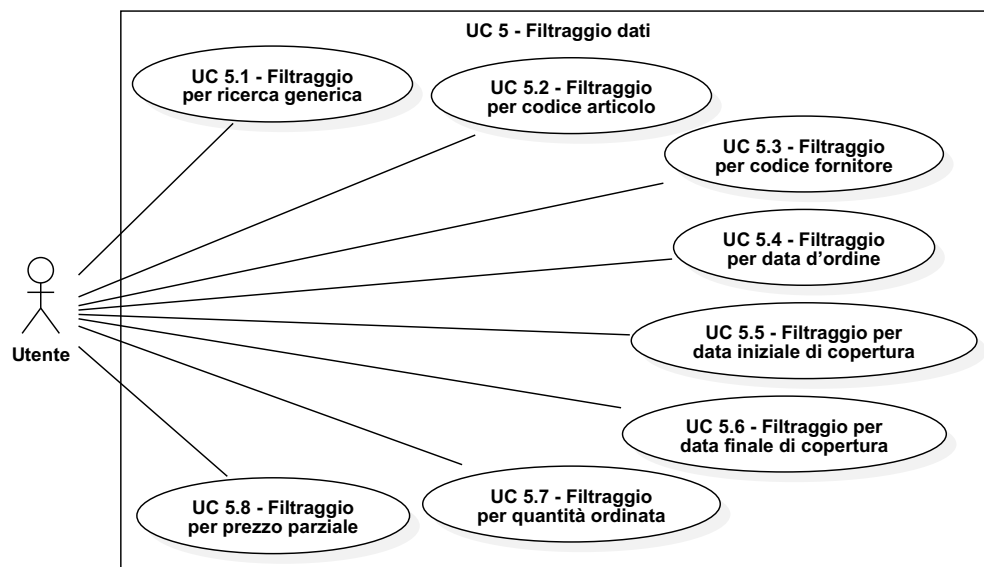 UC 5 - Filtraggio dati
UC 5.1 - Filtraggio
per ricerca generica
UC 5.2 - Filtraggio
per codice articolo
UC 5.3 - Filtraggio
per codice fornitore
UC 5.4 - Filtraggio
per data d'ordine
UC 5.5 - Filtraggio per
data iniziale di copertura
UC 5.6 - Filtraggio per
data finale di copertura
UC 5.7 - Filtraggio
per quantità ordinata
UC 5.8 - Filtraggio
per prezzo parziale
Utente